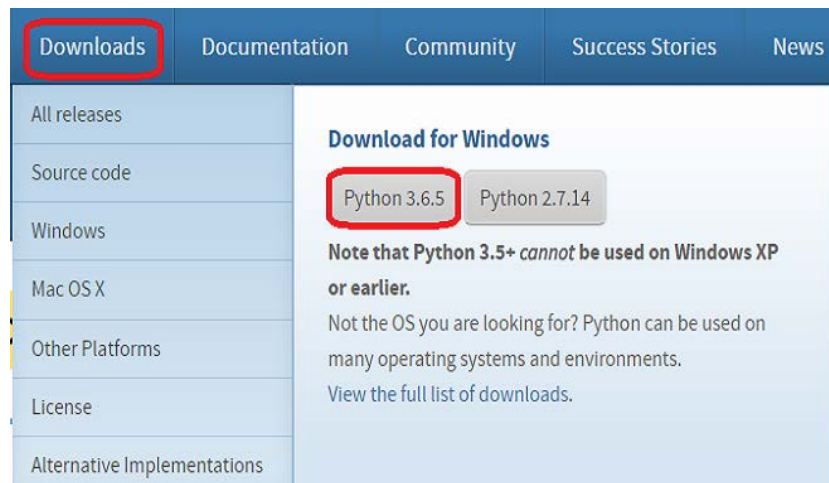 Downloads Documentation Community Success Stories News
All releases
Source code
Windows
Mac OS X
Other Platforms
License
Alternative Implementations
Download for Windows
Python 3.6.5 Python 2.7.14
Note that Python 3.5+ cannot be used on Windows XP
or earlier.
Not the OS you are looking for? Python can be used on
many operating systems and environments.
View the full list of downloads.